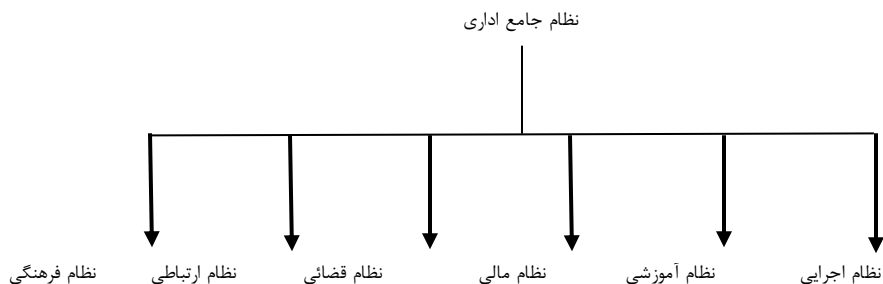 نظام جامع اداری
نظام اجرایی نظام آموزشی نظام مالی نظام قضائی نظام ارتباطی نظام فرهنگی